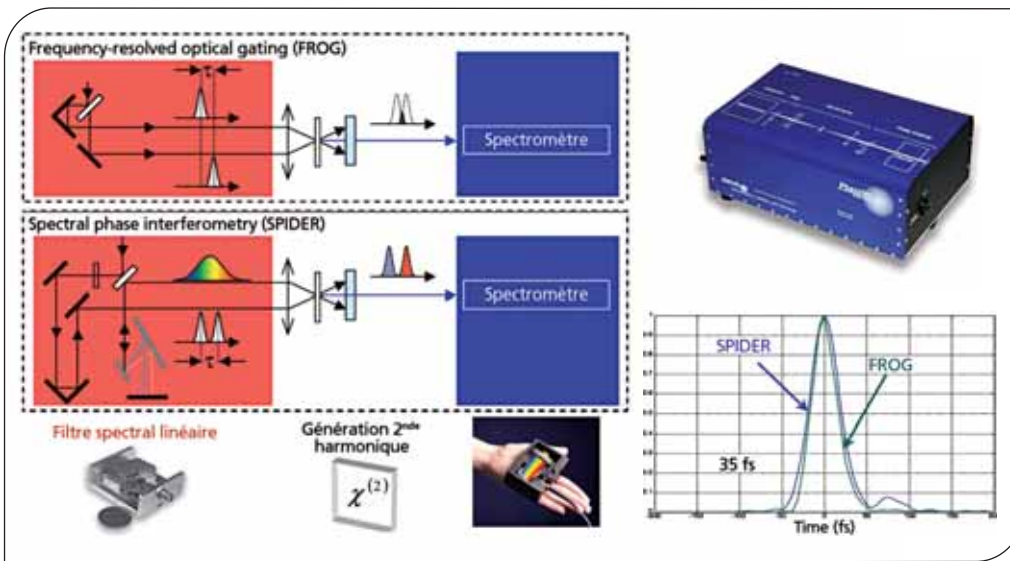 Frequency-resolved optical gating (FROG)
τ
Spectromètre
Spectral phase interferometry (SPIDER)
τ
Spectromètre
Filtre spectral linéaire
Génération 2nde
harmonique
χ(2)
SPIDER
FROG
35 fs
Time (fs)